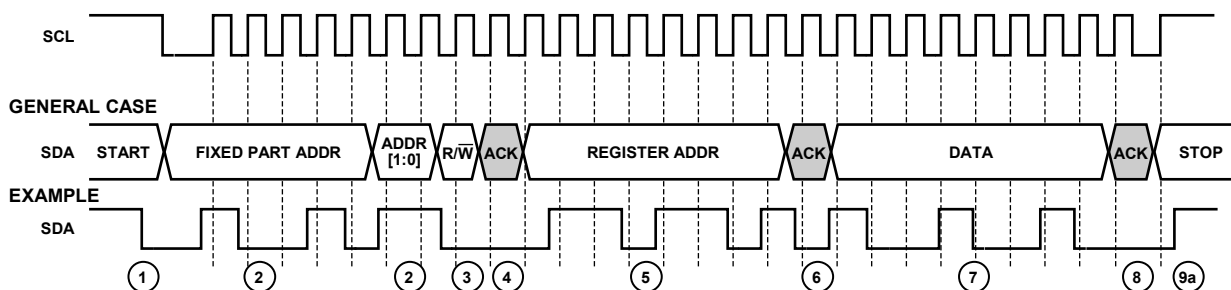 SCL
GENERAL CASE
SDA START FIXED PART ADDR ADDR [1:0] R/W̅ ACK REGISTER ADDR ACK DATA ACK STOP
EXAMPLE
SDA
1 2 2 3 4 5 6 7 8 9a